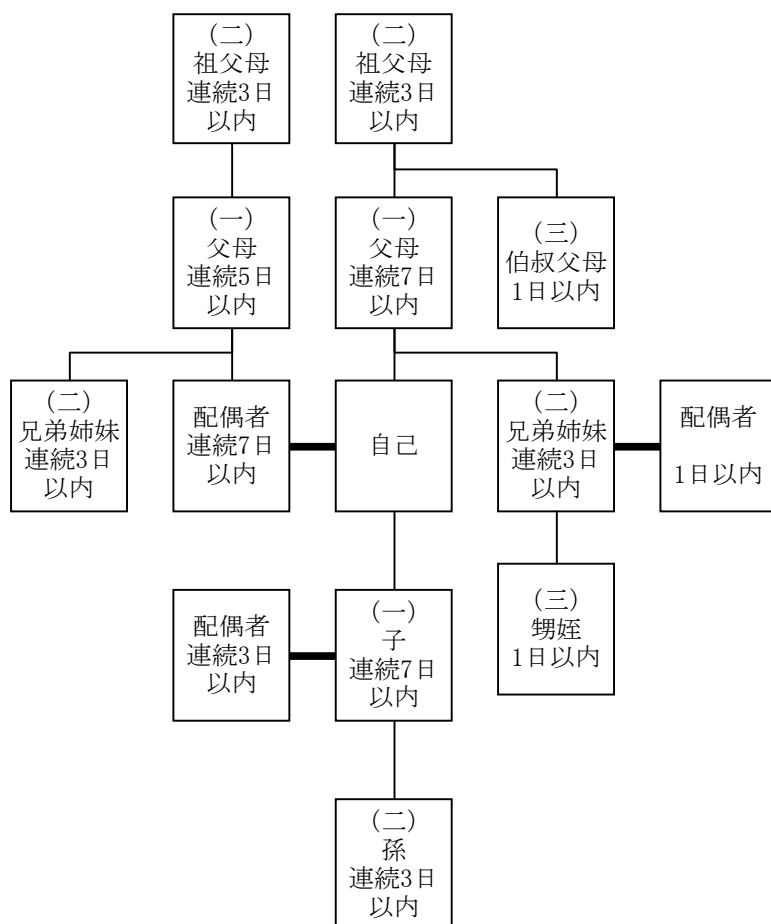 (二)
祖父母
連続3日
以内
(二)
祖父母
連続3日
以内
(一)
父母
連続5日
以内
(一)
父母
連続7日
以内
(三)
伯叔父母
1日以内
(二)
兄弟姉妹
連続3日
以内
配偶者
連続7日
以内
自己
(二)
兄弟姉妹
連続3日
以内
配偶者
1日以内
配偶者
連続3日
以内
(一)
子
連続7日
以内
(三)
甥姪
1日以内
(二)
孫
連続3日
以内